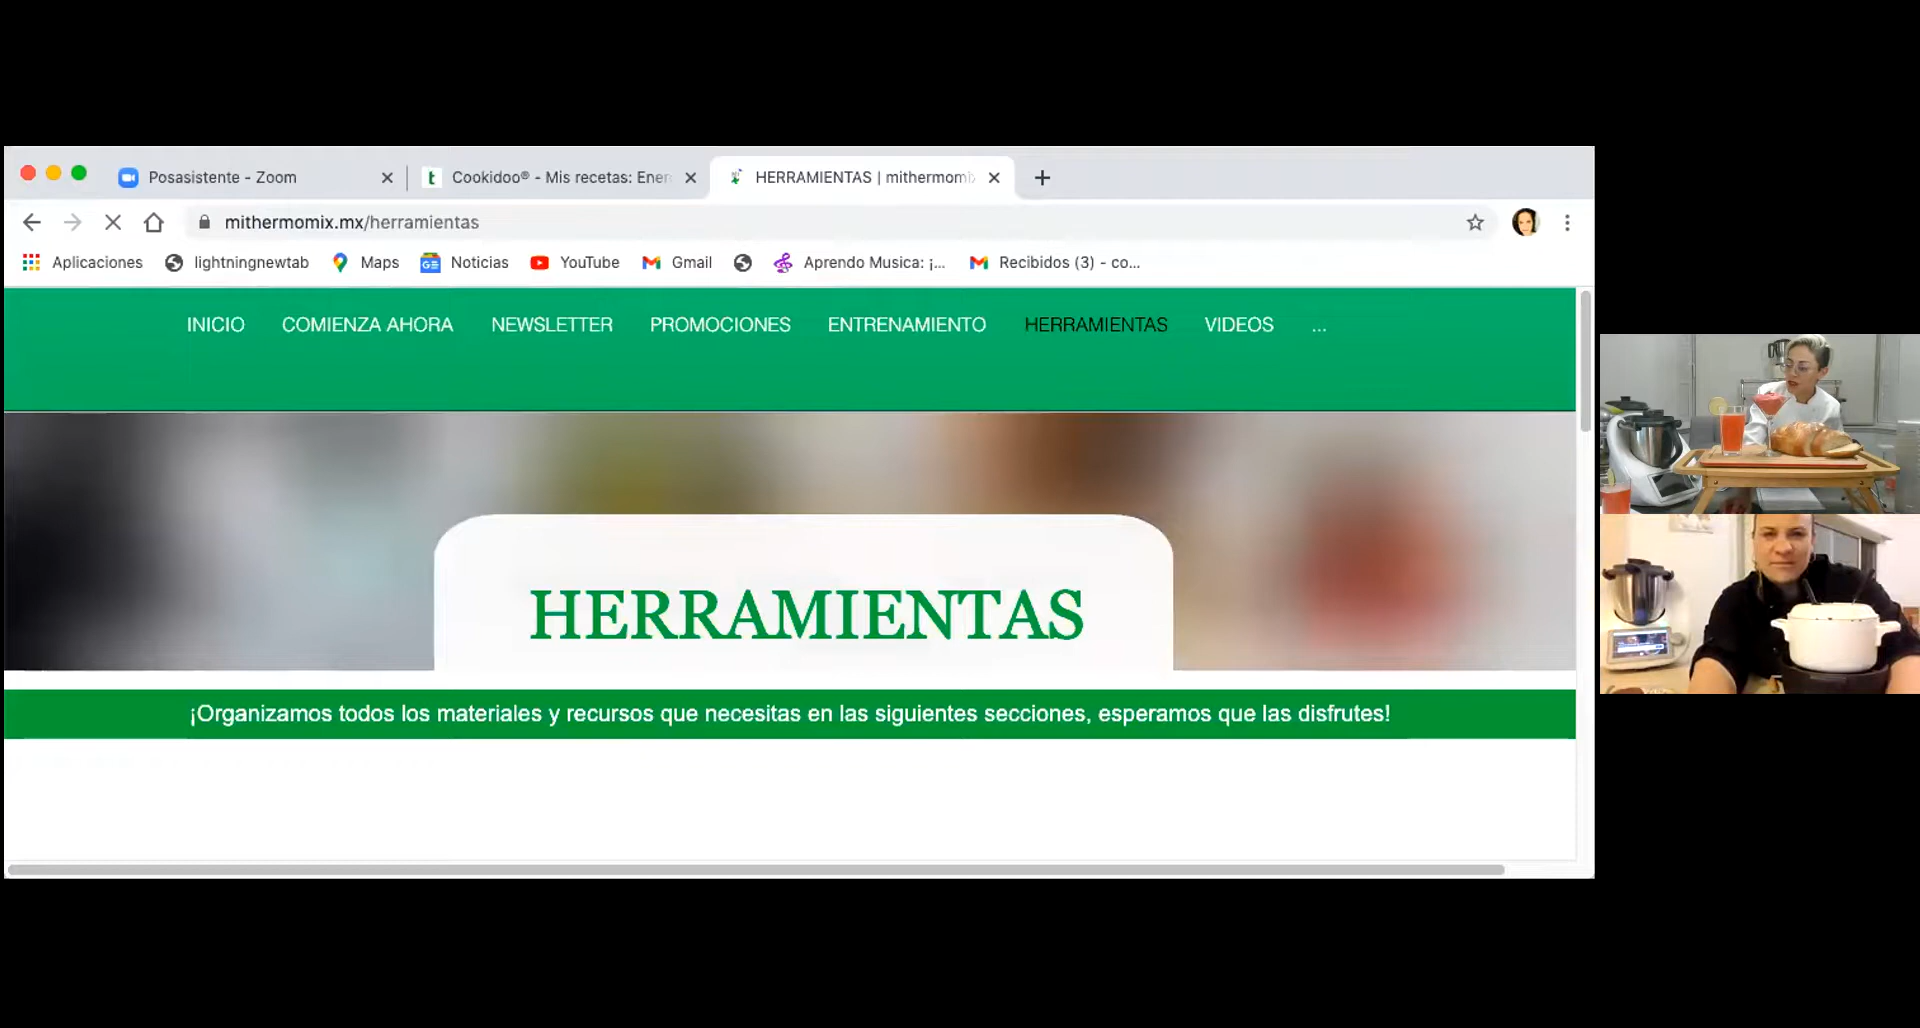 Posasistente - Zoom
Cookidoo® - Mis recetas: Ener
HERRAMIENTAS | mithermomi
mithermomix.mx/herramientas
Aplicaciones
lightningnewtab
Maps
Noticias
YouTube
Gmail
Aprendo Musica: ¡...
Recibidos (3) - co...
INICIO
COMIENZA AHORA
NEWSLETTER
PROMOCIONES
ENTRENAMIENTO
HERRAMIENTAS
VIDEOS
...
HERRAMIENTAS
¡Organizamos todos los materiales y recursos que necesitas en las siguientes secciones, esperamos que las disfrutes!